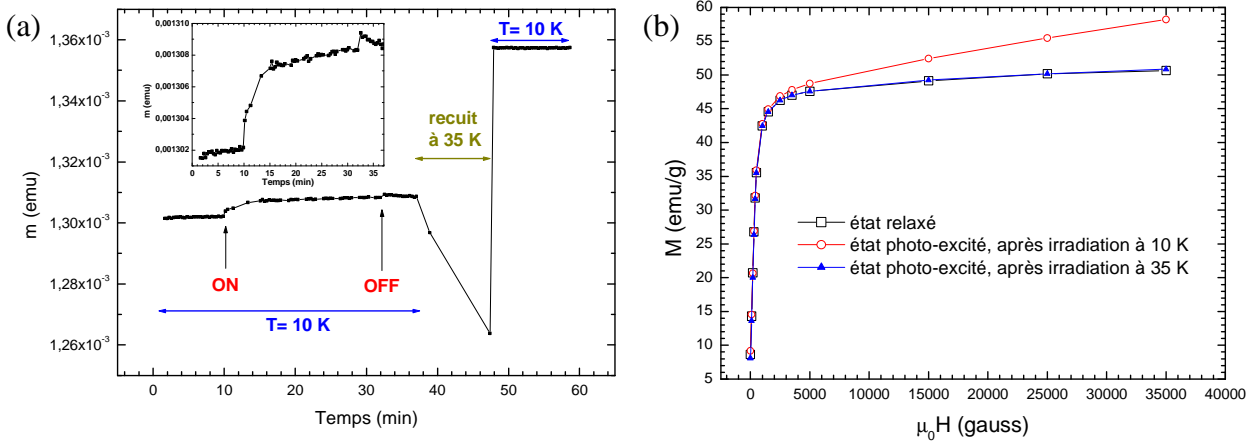 (a)
1,36x10⁻³
1,34x10⁻³
1,32x10⁻³
1,30x10⁻³
1,28x10⁻³
1,26x10⁻³
m (emu)
0 10 20 30 40 50 60
Temps (min)
0,001310
0,001308
0,001306
0,001304
0,001302
m (emu)
0 5 10 15 20 25 30 35
Temps (min)
T= 10 K
recuit
à 35 K
ON
OFF
T= 10 K
(b)
60
55
50
45
40
35
30
25
20
15
10
5
M (emu/g)
état relaxé
état photo-excité, après irradiation à 10 K
état photo-excité, après irradiation à 35 K
0 5000 10000 15000 20000 25000 30000 35000 40000
μ₀H (gauss)